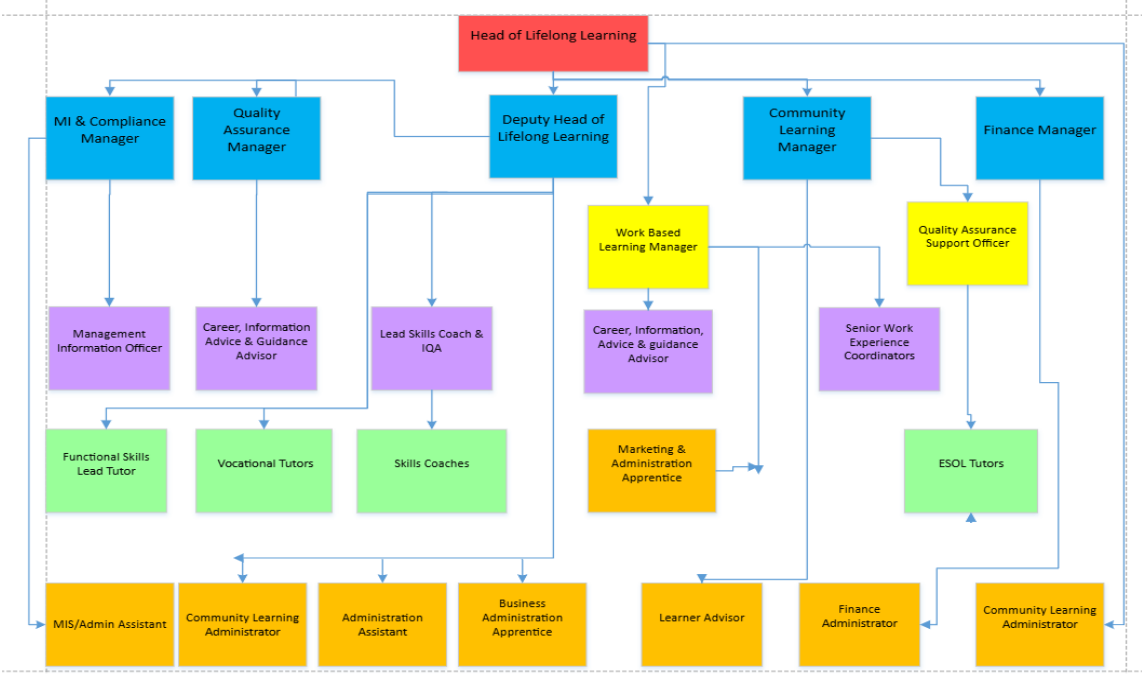 Head of Lifelong Learning
MI & Compliance
Manager
Quality
Assurance
Manager
Deputy Head of
Lifelong Learning
Community
Learning
Manager
Finance Manager
Work Based
Learning Manager
Quality Assurance
Support Officer
Management
Information Officer
Career, Information
Advice & Guidance
Advisor
Lead Skills Coach &
IQA
Career, Information,
Advice & guidance
Advisor
Senior Work
Experience
Coordinators
Functional Skills
Lead Tutor
Vocational Tutors
Skills Coaches
Marketing &
Administration
Apprentice
ESOL Tutors
MIS/Admin Assistant
Community Learning
Administrator
Administration
Assistant
Business
Administration
Apprentice
Learner Advisor
Finance
Administrator
Community Learning
Administrator